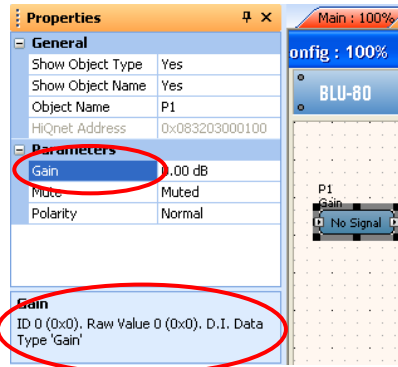 Properties
General
Show Object Type Yes
Show Object Name Yes
Object Name P1
HiQnet Address 0x083203000100
Parameters
Gain 0.00 dB
Mute Muted
Polarity Normal
Gain
ID 0 (0x0). Raw Value 0 (0x0). D.I. Data
Type 'Gain'
Main : 100%
onfig : 100%
BLU-80
P1
Gain
No Signal